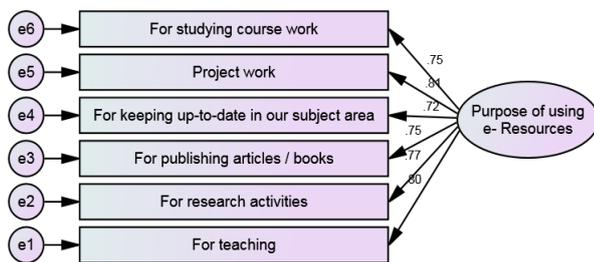 e6
For studying course work
.75
e5
Project work
.81
e4
For keeping up-to-date in our subject area
.72
Purpose of using
e- Resources
e3
For publishing articles / books
.75
e2
For research activities
.77
e1
For teaching
.80